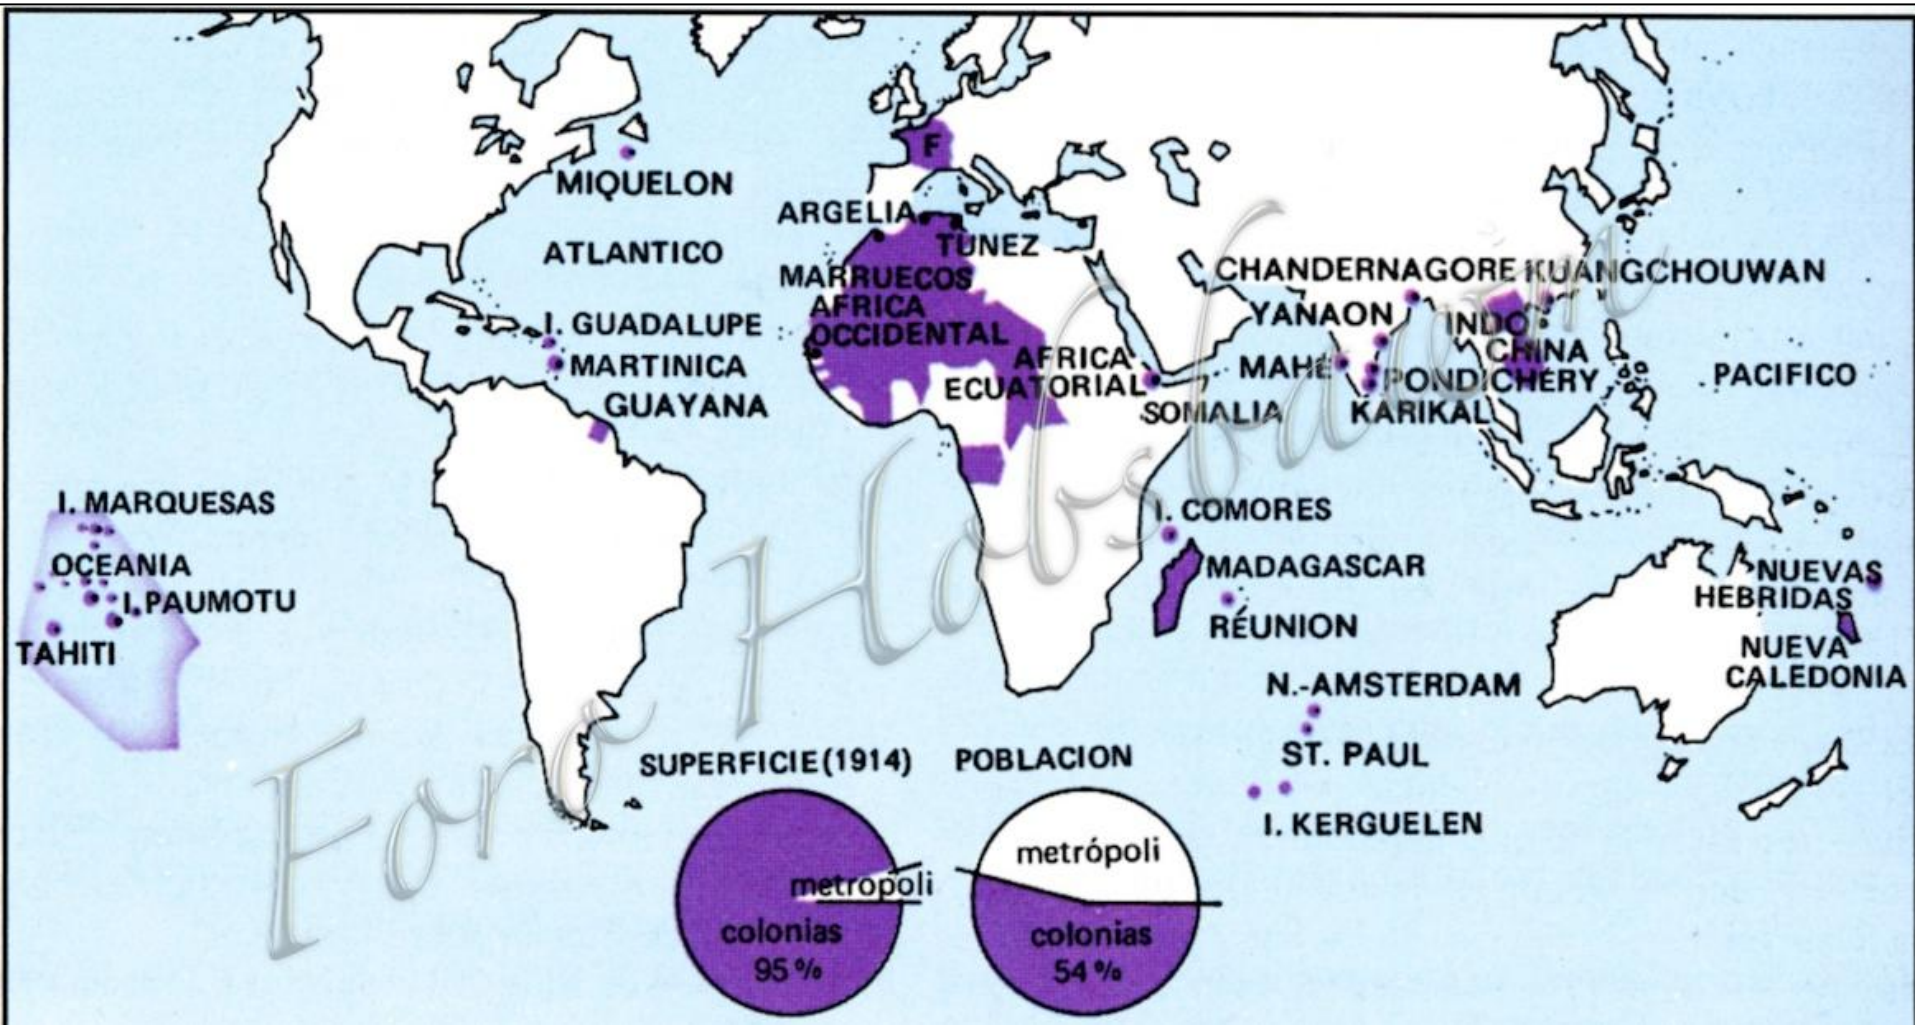 F
MIQUELON
ARGELIA
TUNEZ
ATLANTICO
MARRUECOS
AFRICA
OCCIDENTAL
CHANDERNAGORE
KUANGCHOUWAN
YANAON
INDO
CHINA
I. GUADALUPE
MARTINICA
GUAYANA
AFRICA
ECUATORIAL
MAHE
PONDICHERY
SOMALIA
KARIKAL
PACIFICO
I. MARQUESAS
OCEANIA
I. PAUMOTU
TAHITI
I. COMORES
MADAGASCAR
RÉUNION
NUEVAS
HEBRIDAS
NUEVA
CALEDONIA
N.-AMSTERDAM
ST. PAUL
I. KERGUELEN
SUPERFICIE (1914)
POBLACION
metropoli
colonias
95 %
metrópoli
colonias
54 %
Foro Habsbacem